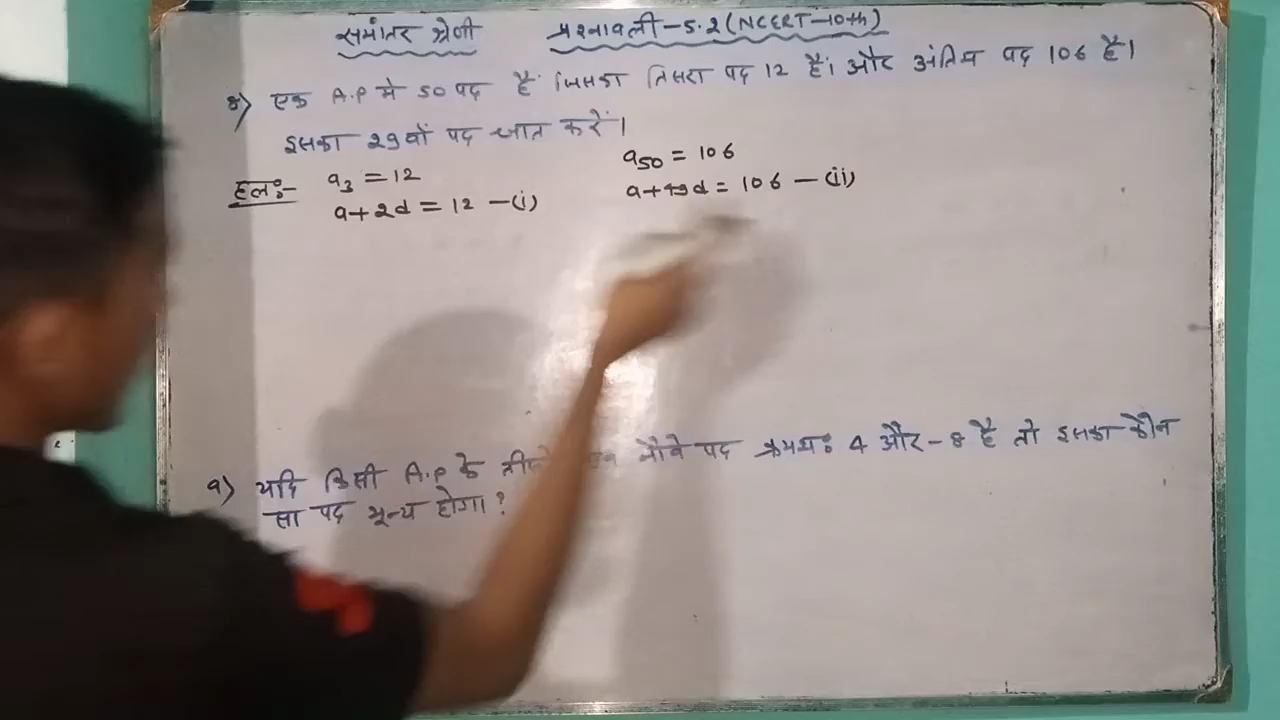 समांतर श्रेणी प्रश्नावली-5.2 (NCERT-10th)
8) एक A.P मे 50 पद है जिसका तिसरा पद 12 है। और अंतिम पद 106 है।
इसका 29वाँ पद ज्ञात करें।
हलः- a3 = 12
a+2d = 12 -(i)
a50 = 106
a+49d = 106 -(ii)
9) यदि किसी A.P के नौवे पद क्रमशः 4 और -8 है तो इसका कौन
सा पद शून्य होगा?